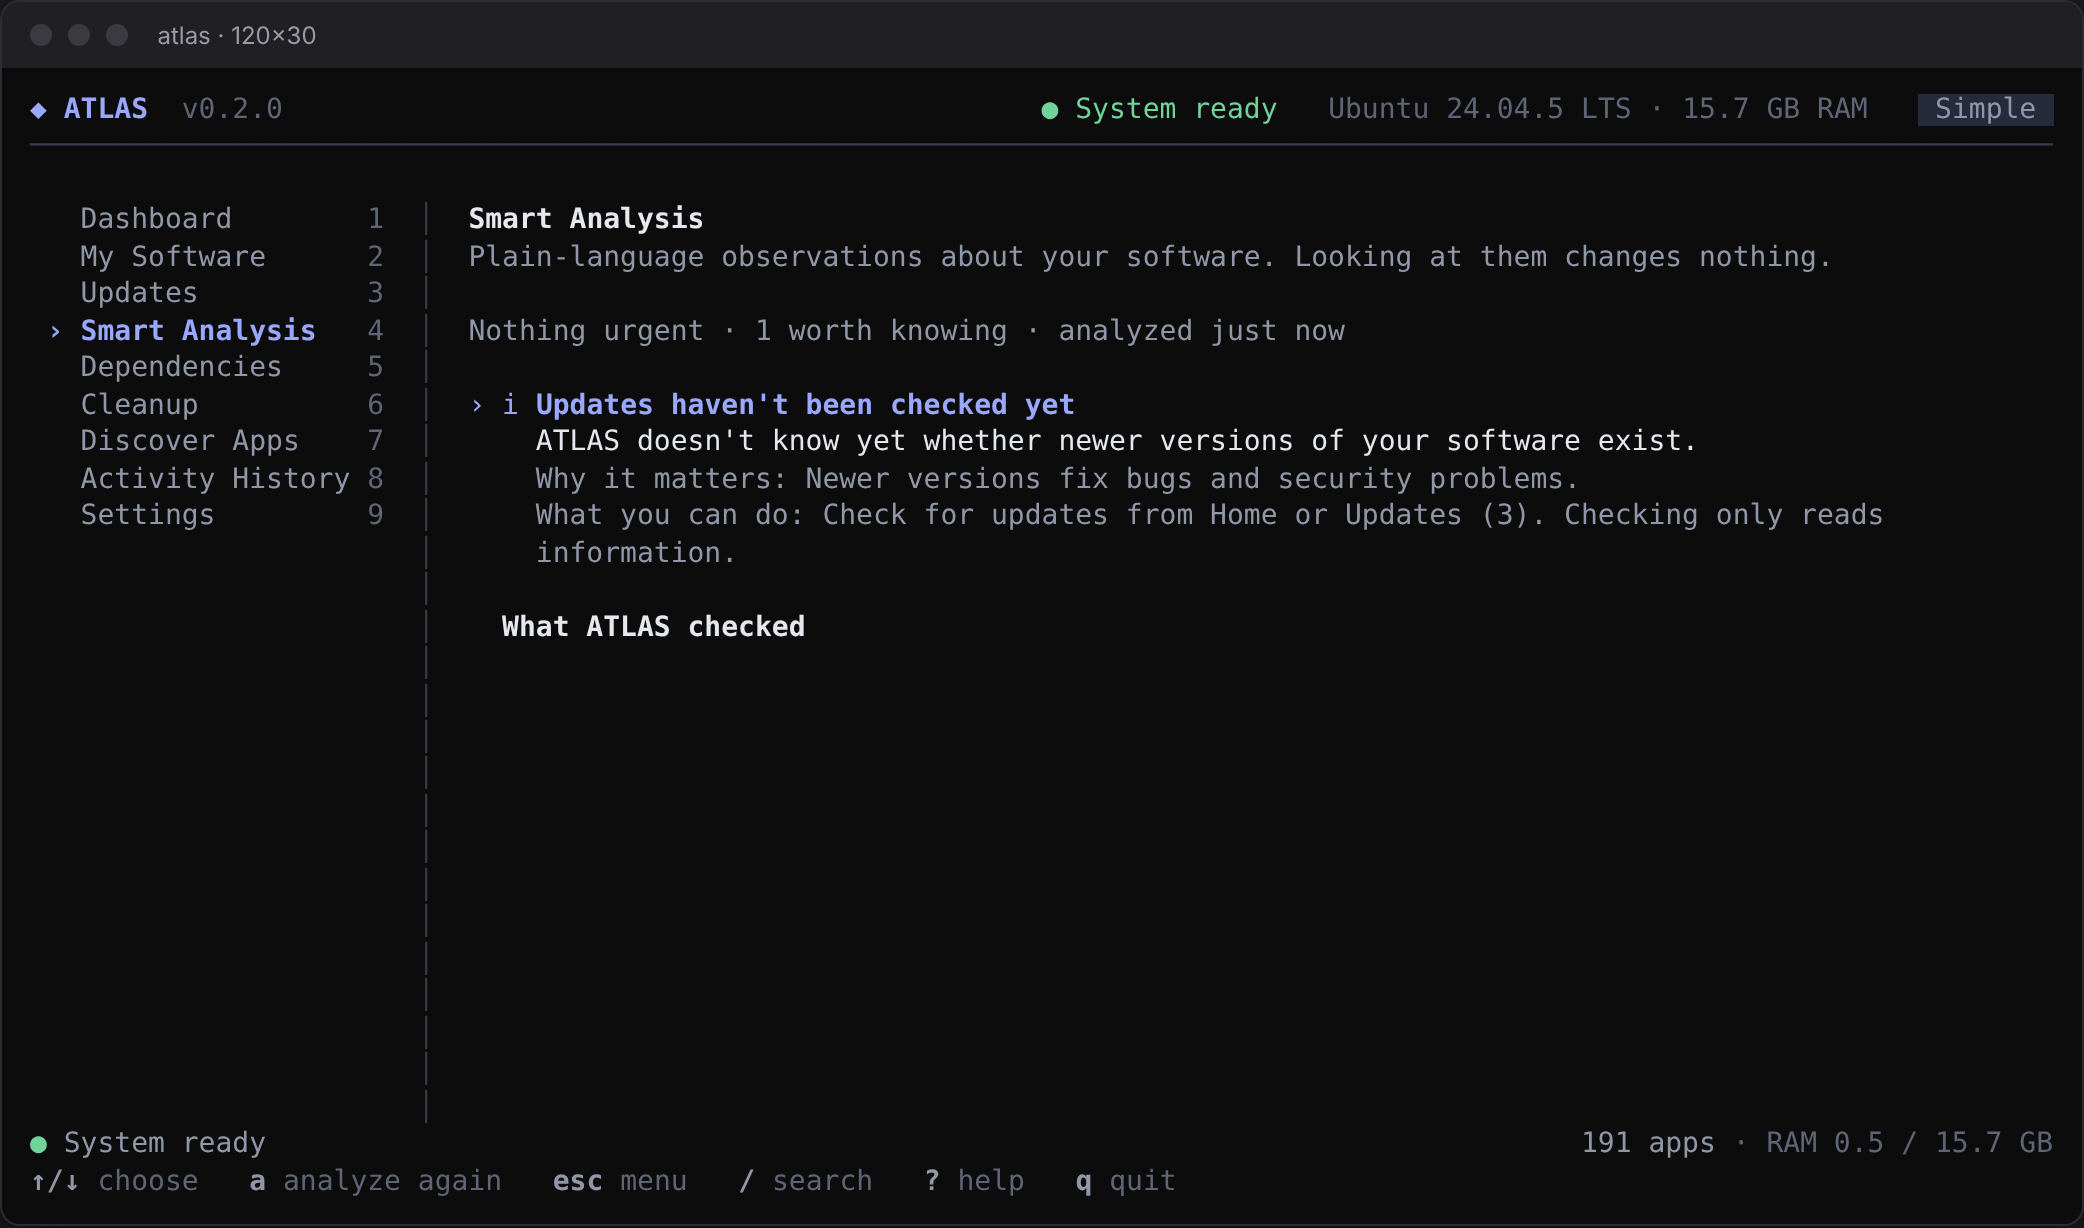 atlas · 120×30
◆ ATLAS v0.2.0 ● System ready Ubuntu 24.04.5 LTS · 15.7 GB RAM Simple
Dashboard 1
My Software 2
Updates 3
› Smart Analysis 4
Dependencies 5
Cleanup 6
Discover Apps 7
Activity History 8
Settings 9
Smart Analysis
Plain-language observations about your software. Looking at them changes nothing.
Nothing urgent · 1 worth knowing · analyzed just now
› i Updates haven't been checked yet
ATLAS doesn't know yet whether newer versions of your software exist.
Why it matters: Newer versions fix bugs and security problems.
What you can do: Check for updates from Home or Updates (3). Checking only reads
information.
What ATLAS checked
● System ready 191 apps · RAM 0.5 / 15.7 GB
↑/↓ choose a analyze again esc menu / search ? help q quit